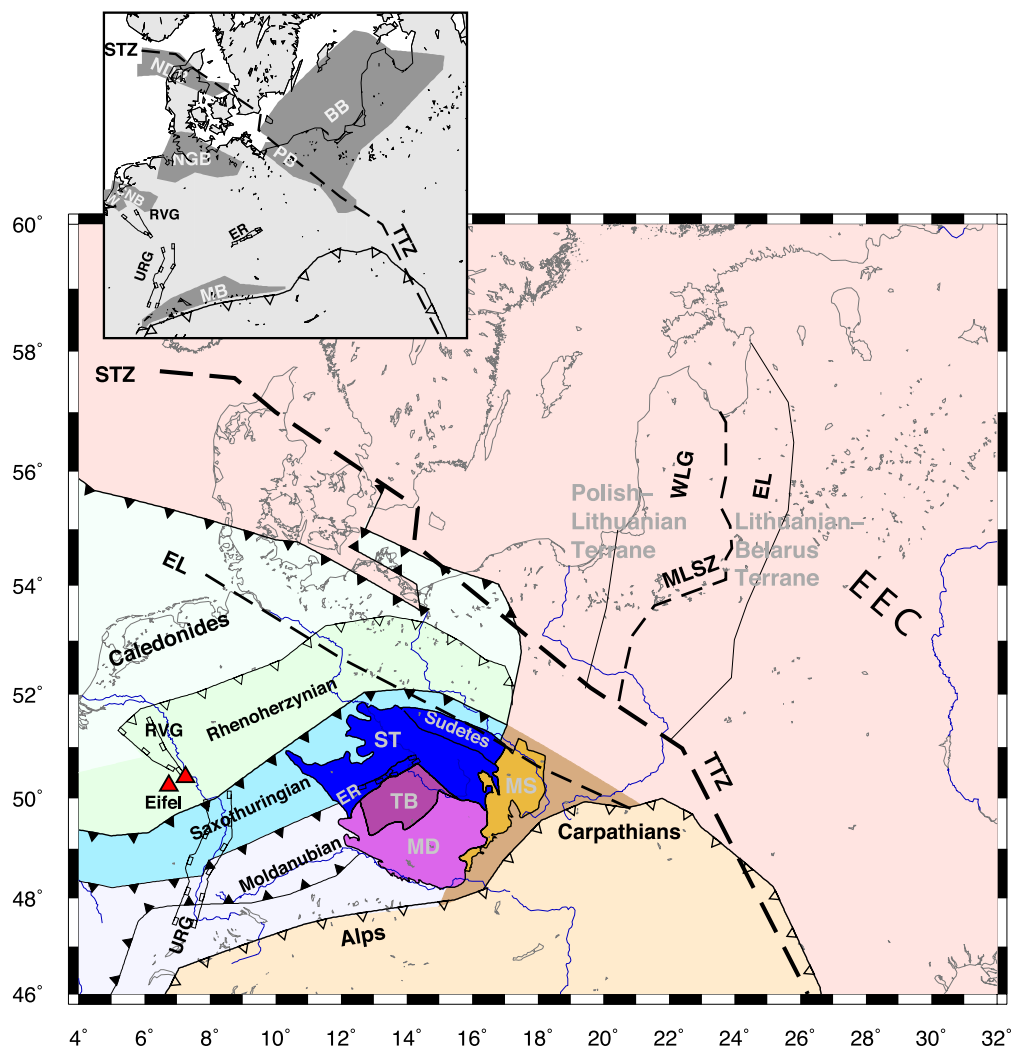 STZ
ND
BB
PB
NGB
NB
RVG
ER
TTZ
URG
MB
60°
58°
56°
54°
52°
50°
48°
46°
STZ
WLG
EL
Polish–
Lithuanian
Terrane
Lithuanian–
Belarus
Terrane
MLSZ
EL
EEC
Caledonides
Rhenoherzynian
RVG
Sudetes
ST
TTZ
MS
Eifel
ER
TB
Saxothuringian
Carpathians
MD
Moldanubian
URG
Alps
4°
6°
8°
10°
12°
14°
16°
18°
20°
22°
24°
26°
28°
30°
32°